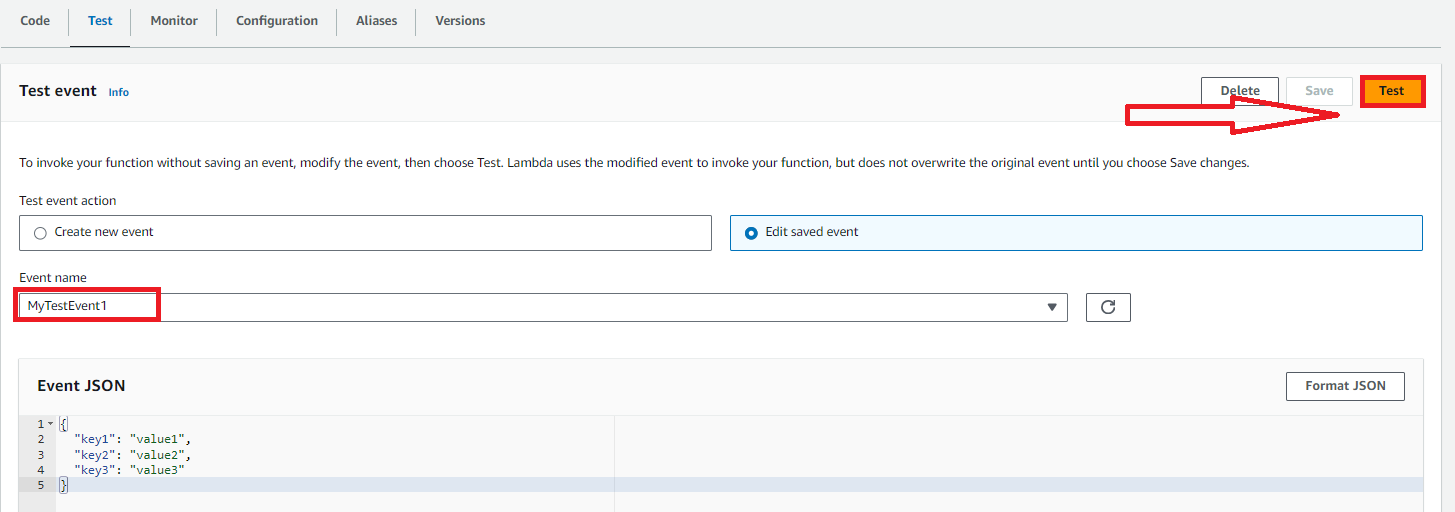 Code Test Monitor Configuration Aliases Versions
Test event Info Delete Save Test
To invoke your function without saving an event, modify the event, then choose Test. Lambda uses the modified event to invoke your function, but does not overwrite the original event until you choose Save changes.
Test event action
Create new event Edit saved event
Event name
MyTestEvent1
Event JSON Format JSON
1 {
2 "key1": "value1",
3 "key2": "value2",
4 "key3": "value3"
5 }